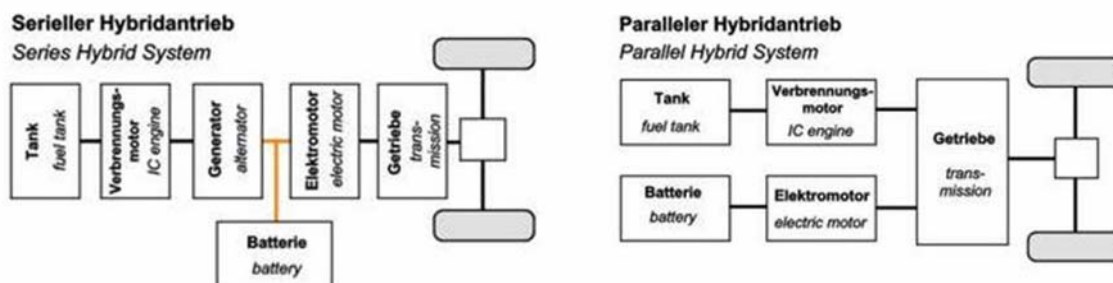 Serieller Hybridantrieb
Series Hybrid System
Tank
fuel tank
Verbrennungs-
motor
IC engine
Generator
alternator
Elektromotor
electric motor
Getriebe
trans-
mission
Batterie
battery
Paralleler Hybridantrieb
Parallel Hybrid System
Tank
fuel tank
Verbrennungs-
motor
IC engine
Getriebe
trans-
mission
Batterie
battery
Elektromotor
electric motor